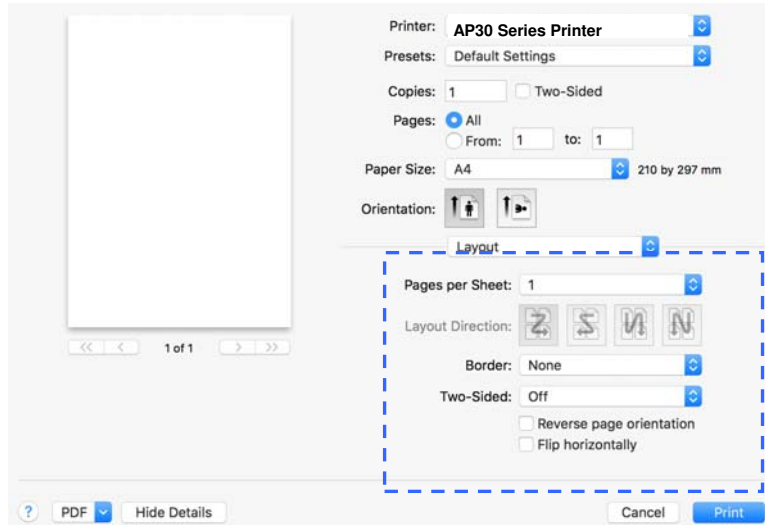 Printer: AP30 Series Printer
Presets: Default Settings
Copies: 1 Two-Sided
Pages: All
From: 1 to: 1
Paper Size: A4 210 by 297 mm
Orientation:
Layout
Pages per Sheet: 1
Layout Direction:
Border: None
Two-Sided: Off
Reverse page orientation
Flip horizontally
<< < 1 of 1 > >>
? PDF Hide Details Cancel Print